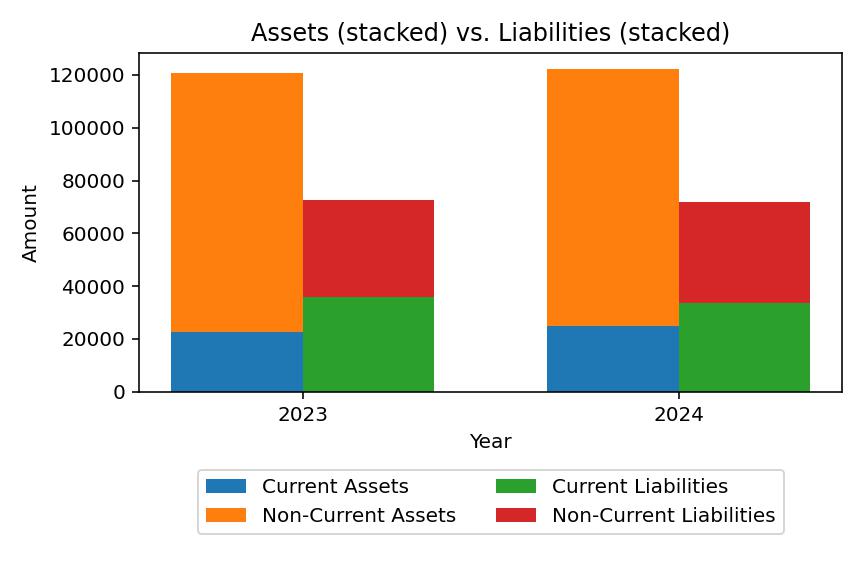 Assets (stacked) vs. Liabilities (stacked)
120000
100000
80000
60000
40000
20000
0
Amount
2023 2024
Year
Current Assets Current Liabilities
Non-Current Assets Non-Current Liabilities